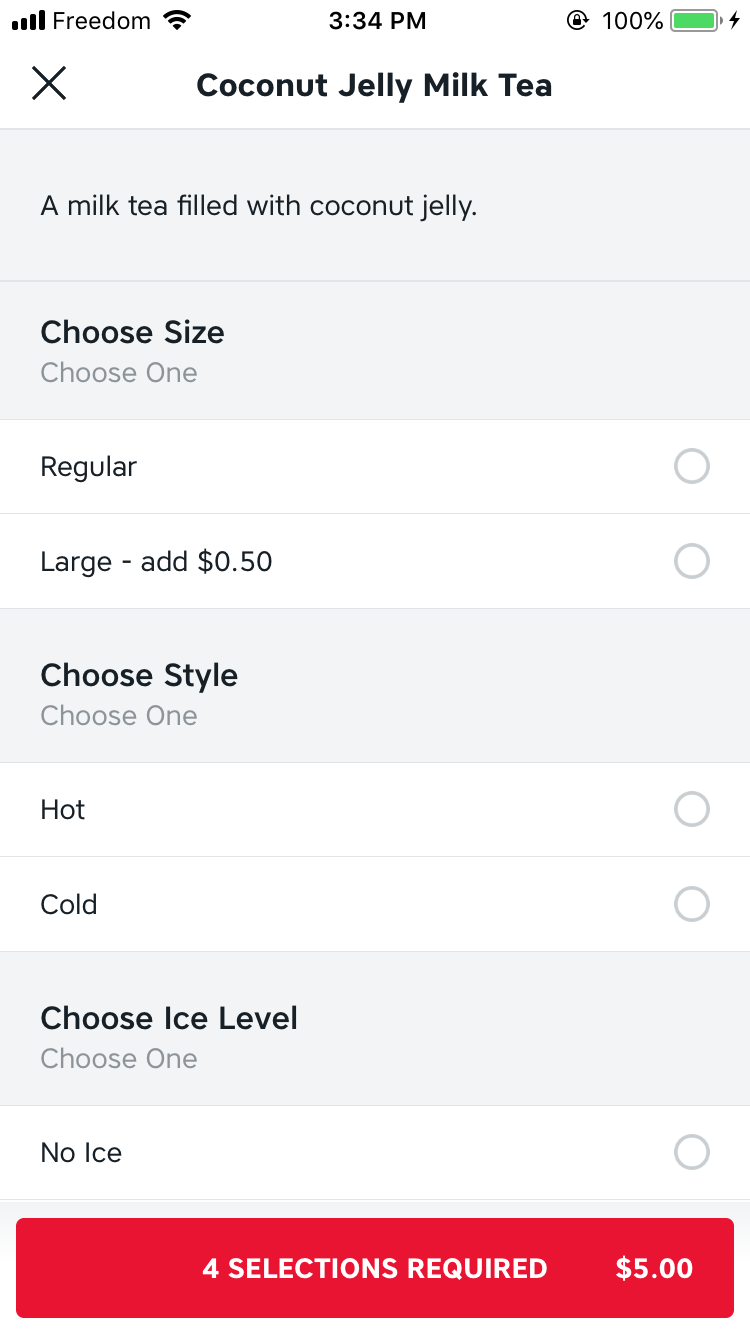 Freedom 3:34 PM 100%
Coconut Jelly Milk Tea
A milk tea filled with coconut jelly.
Choose Size
Choose One
Regular
Large - add $0.50
Choose Style
Choose One
Hot
Cold
Choose Ice Level
Choose One
No Ice
4 SELECTIONS REQUIRED $5.00